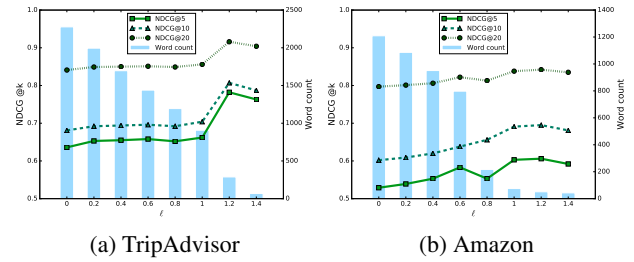 NDCG@5
NDCG@10
NDCG@20
Word count
1.0
0.9
0.8
0.7
0.6
0.5
NDCG @k
2500
2000
1500
1000
500
0
Word count
0 0.2 0.4 0.6 0.8 1 1.2 1.4
ℓ
(a) TripAdvisor
NDCG@5
NDCG@10
NDCG@20
Word count
1.0
0.9
0.8
0.7
0.6
0.5
NDCG @k
1400
1200
1000
800
600
400
200
0
Word count
0 0.2 0.4 0.6 0.8 1 1.2 1.4
ℓ
(b) Amazon